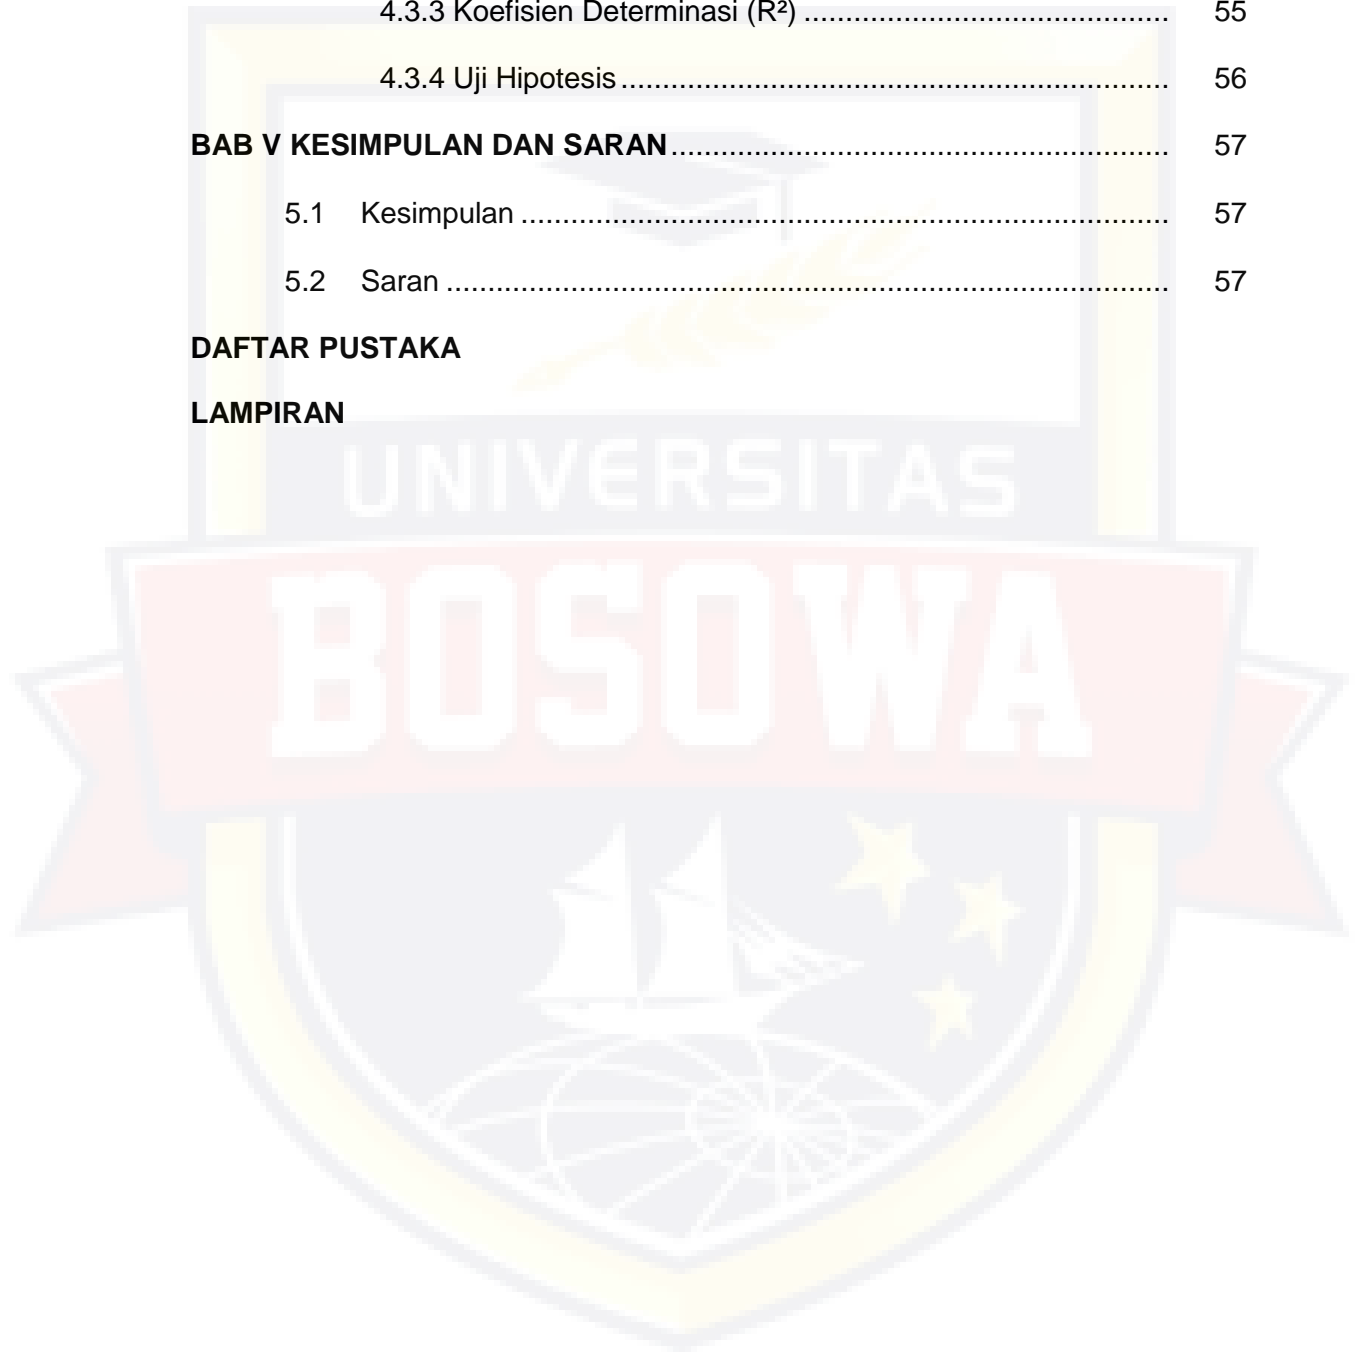 4.3.3 Koefisien Determinasi (R²) ............................................ 55
4.3.4 Uji Hipotesis .................................................................. 56
BAB V KESIMPULAN DAN SARAN ............................................................ 57
5.1 Kesimpulan .............................................................................. 57
5.2 Saran ....................................................................................... 57
DAFTAR PUSTAKA
LAMPIRAN
UNIVERSITAS
BOSOWA